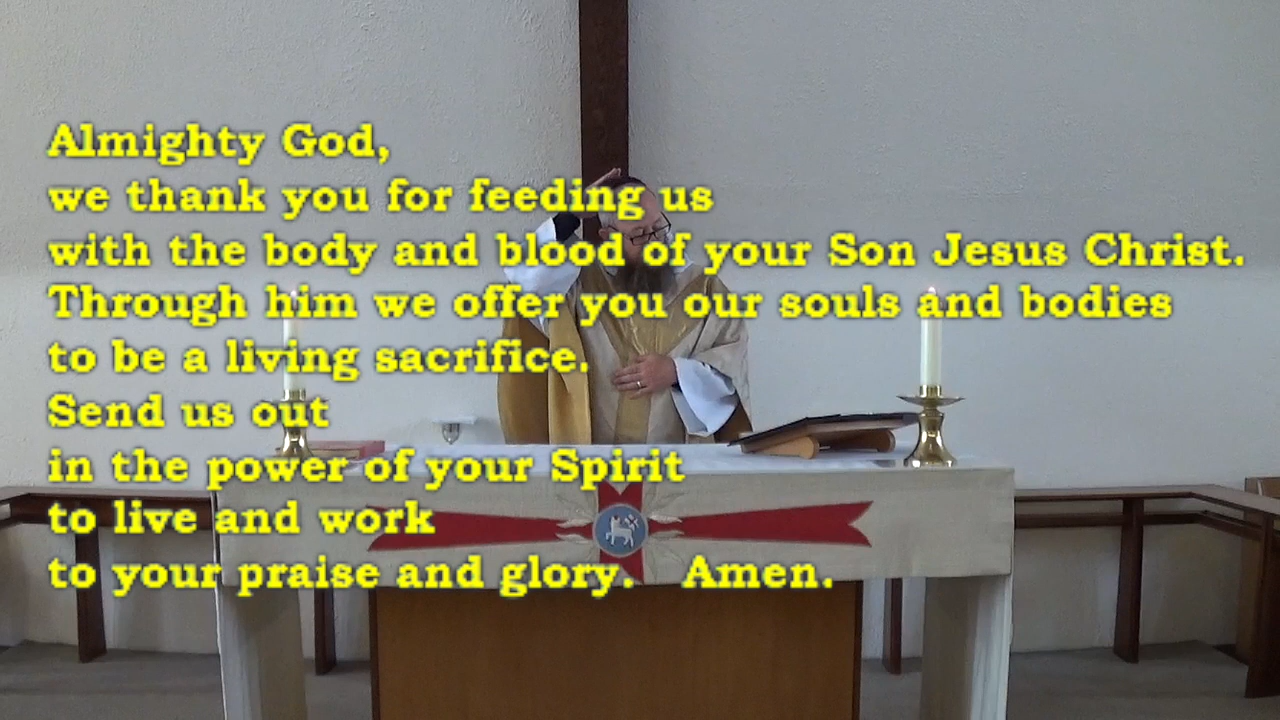 Almighty God,
we thank you for feeding us
with the body and blood of your Son Jesus Christ.
Through him we offer you our souls and bodies
to be a living sacrifice.
Send us out
in the power of your Spirit
to live and work
to your praise and glory. Amen.